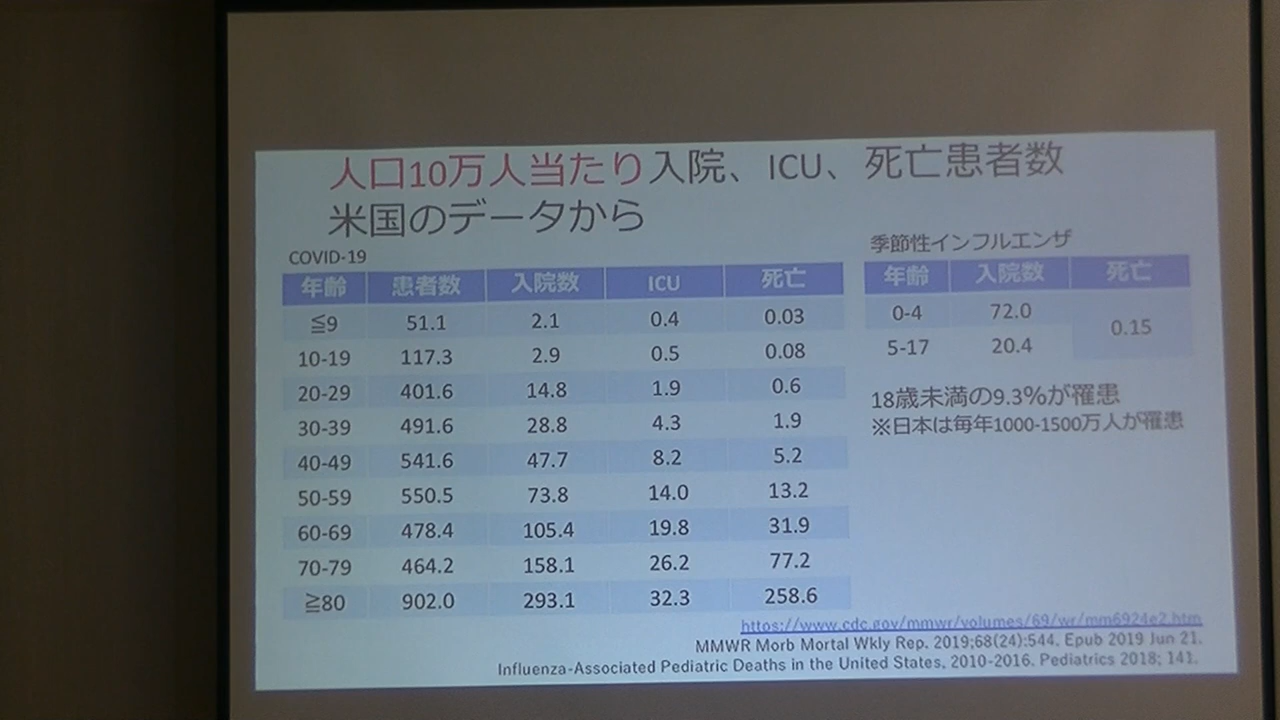 人口10万人当たり入院、ICU、死亡患者数
米国のデータから
COVID-19
年齢 患者数 入院数 ICU 死亡
≦9 51.1 2.1 0.4 0.03
10-19 117.3 2.9 0.5 0.08
20-29 401.6 14.8 1.9 0.6
30-39 491.6 28.8 4.3 1.9
40-49 541.6 47.7 8.2 5.2
50-59 550.5 73.8 14.0 13.2
60-69 478.4 105.4 19.8 31.9
70-79 464.2 158.1 26.2 77.2
≧80 902.0 293.1 32.3 258.6
季節性インフルエンザ
年齢 入院数 死亡
0-4 72.0
0.15
5-17 20.4
18歳未満の9.3%が罹患
※日本は毎年1000-1500万人が罹患
https://www.cdc.gov/mmwr/volumes/69/wr/mm6924e2.htm
MMWR Morb Mortal Wkly Rep. 2019;68(24):544. Epub 2019 Jun 21.
Influenza-Associated Pediatric Deaths in the United States, 2010-2016. Pediatrics 2018; 141.